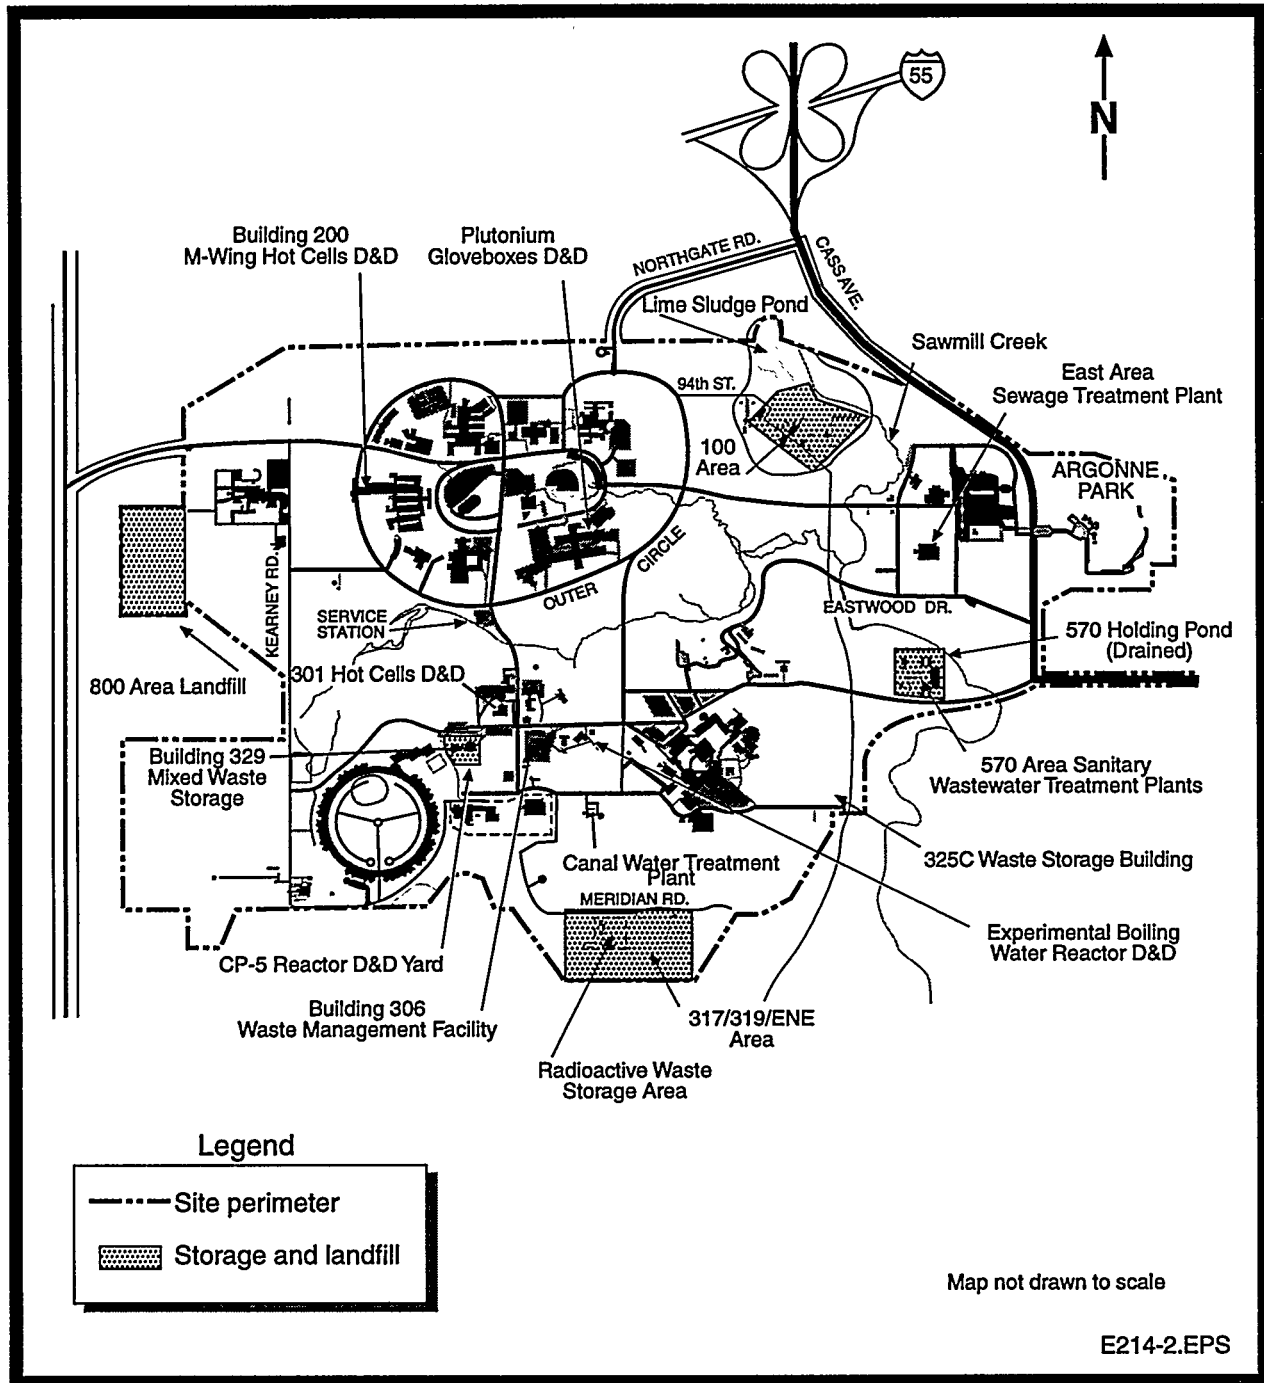 55
N
Building 200
M-Wing Hot Cells D&D
Plutonium
Gloveboxes D&D
NORTHGATE RD.
CASS AVE.
Lime Sludge Pond
Sawmill Creek
94th ST.
East Area
Sewage Treatment Plant
100
Area
ARGONNE
PARK
KEARNEY RD.
OUTER
CIRCLE
SERVICE
STATION
EASTWOOD DR.
570 Holding Pond
(Drained)
800 Area Landfill
301 Hot Cells D&D
Building 329
Mixed Waste
Storage
570 Area Sanitary
Wastewater Treatment Plants
325C Waste Storage Building
Canal Water Treatment
Plant
MERIDIAN RD.
Experimental Boiling
Water Reactor D&D
CP-5 Reactor D&D Yard
Building 306
Waste Management Facility
317/319/ENE
Area
Radioactive Waste
Storage Area
Legend
Site perimeter
Storage and landfill
Map not drawn to scale
E214-2.EPS